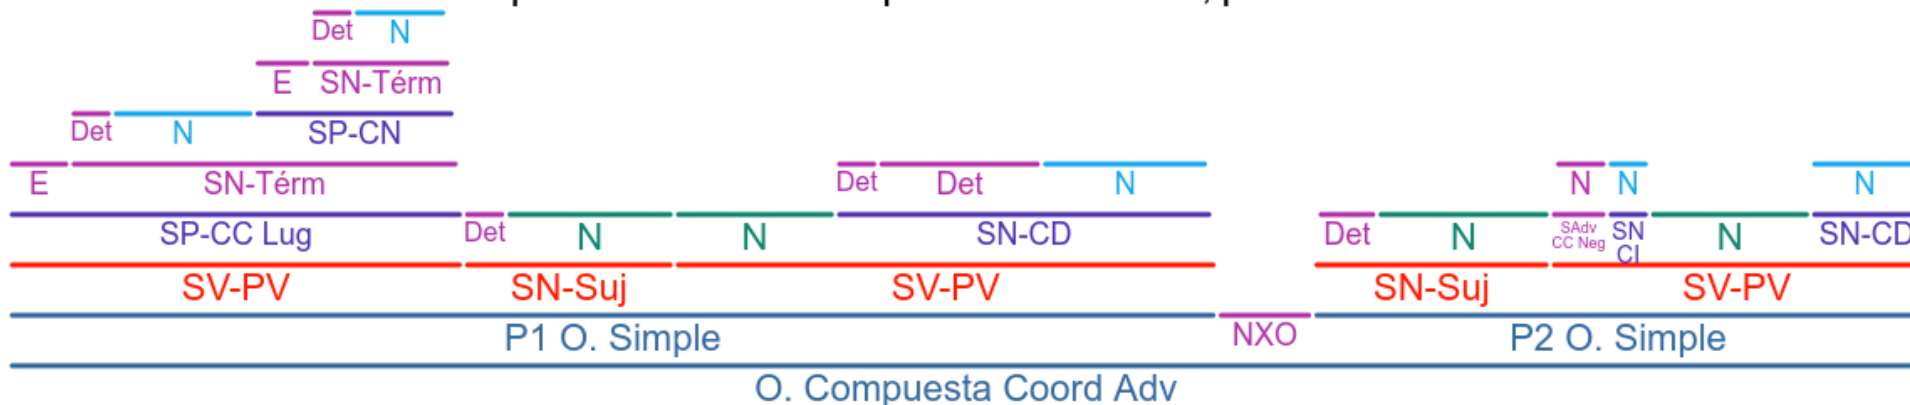 Det N
E SN-Térm
Det N SP-CN
E SN-Térm Det Det N N N N
SP-CC Lug Det N N SN-CD Det N SAdv CC Neg SN CI N SN-CD
SV-PV SN-Suj SV-PV SN-Suj SV-PV
P1 O. Simple NXO P2 O. Simple
O. Compuesta Coord Adv